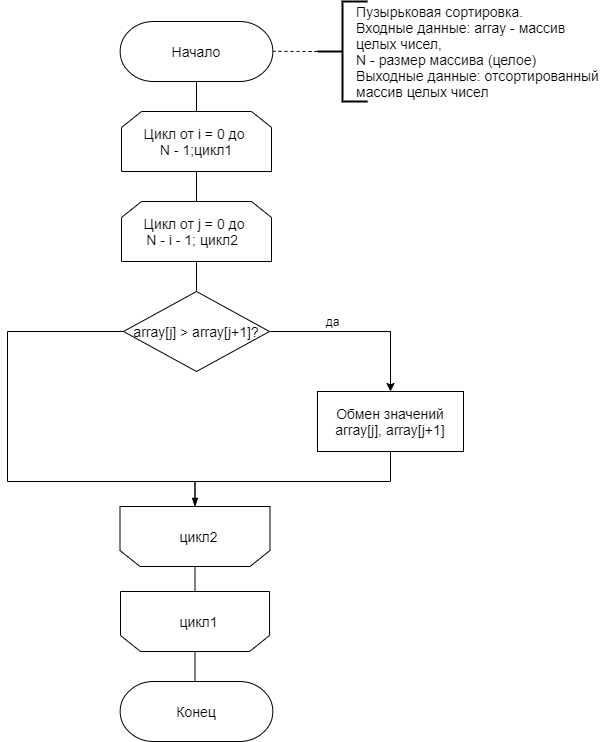 Начало
Пузырьковая сортировка.
Входные данные: array - массив
целых чисел,
N - размер массива (целое)
Выходные данные: отсортированный
массив целых чисел
Цикл от i = 0 до
N - 1;цикл1
Цикл от j = 0 до
N - i - 1; цикл2
array[j] > array[j+1]?
да
Обмен значений
array[j], array[j+1]
цикл2
цикл1
Конец